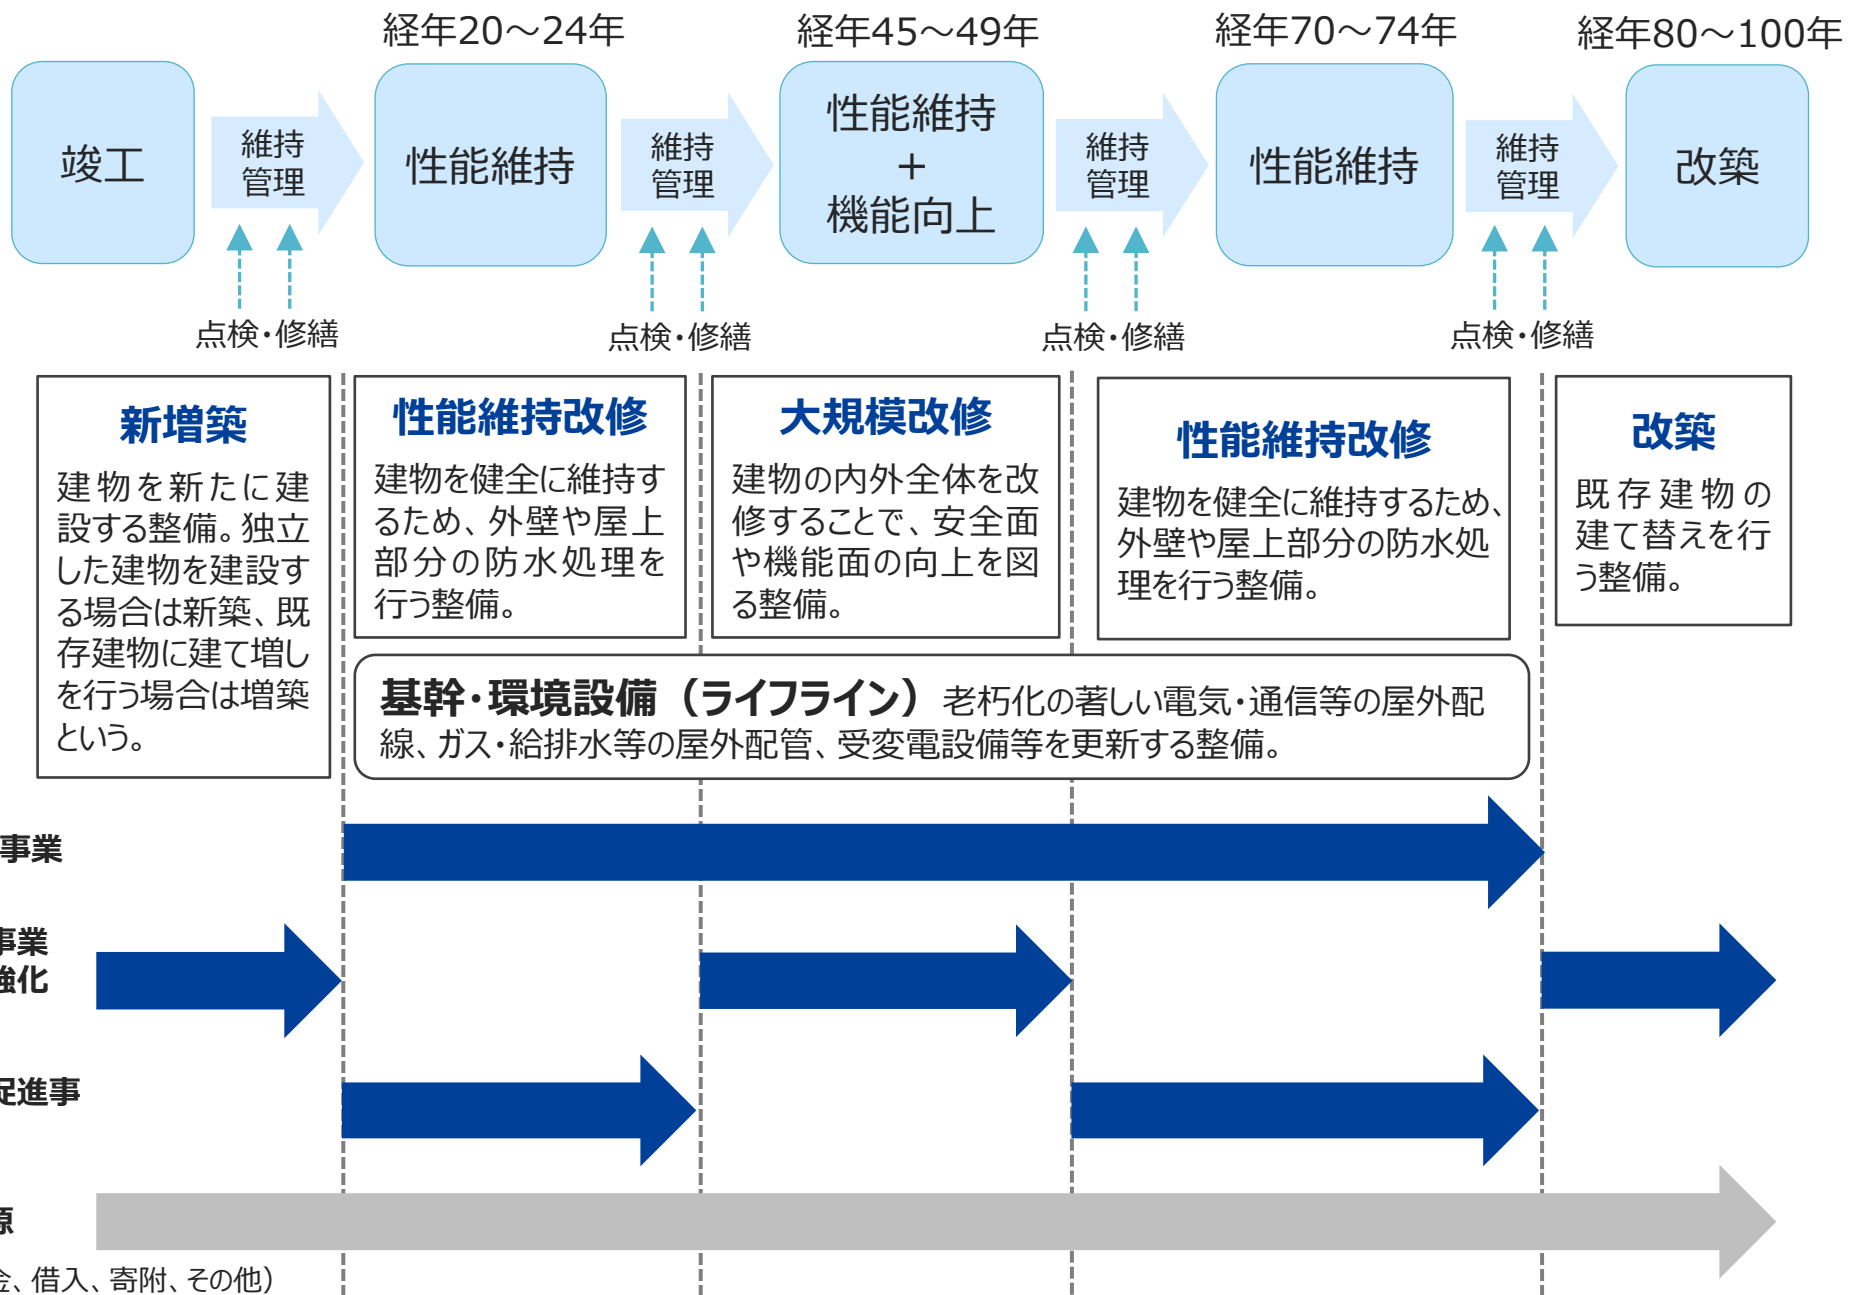 経年20～24年
経年45～49年
経年70～74年
経年80～100年
竣工
維持
管理
性能維持
維持
管理
性能維持
+
機能向上
維持
管理
性能維持
維持
管理
改築
点検・修繕
点検・修繕
点検・修繕
点検・修繕
新増築
建物を新たに建
設する整備。独立
した建物を建設す
る場合は新築、既
存建物に建て増し
を行う場合は増築
という。
性能維持改修
建物を健全に維持す
るため、外壁や屋上
部分の防水処理を
行う整備。
大規模改修
建物の内外全体を改
修することで、安全面
や機能面の向上を図
る整備。
性能維持改修
建物を健全に維持するため、
外壁や屋上部分の防水処
理を行う整備。
改築
既存建物の
建て替えを行
う整備。
基幹・環境設備（ライフライン）老朽化の著しい電気・通信等の屋外配
線、ガス・給排水等の屋外配管、受変電設備等を更新する整備。
事業
事業
強化
促進事
源
金、借入、寄附、その他）